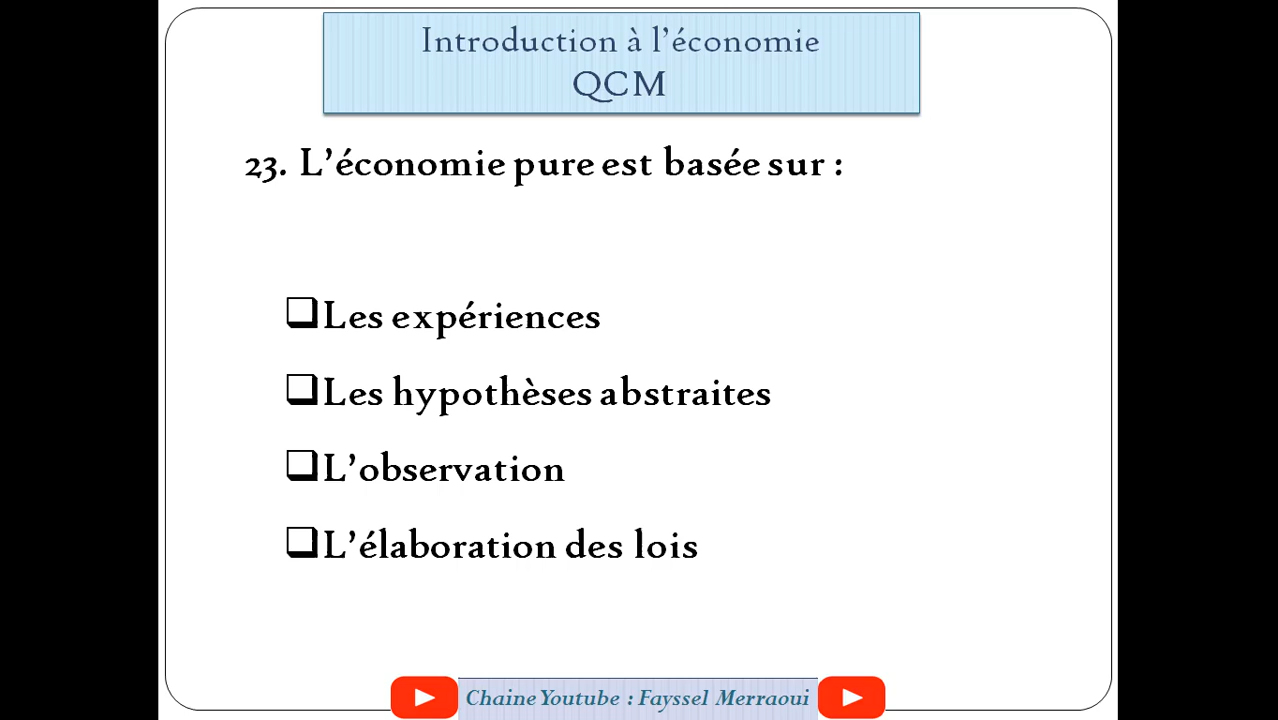 Introduction à l’économie
QCM
23. L’économie pure est basée sur :
❑Les expériences
❑Les hypothèses abstraites
❑L’observation
❑L’élaboration des lois
Chaine Youtube : Fayssel Merraoui